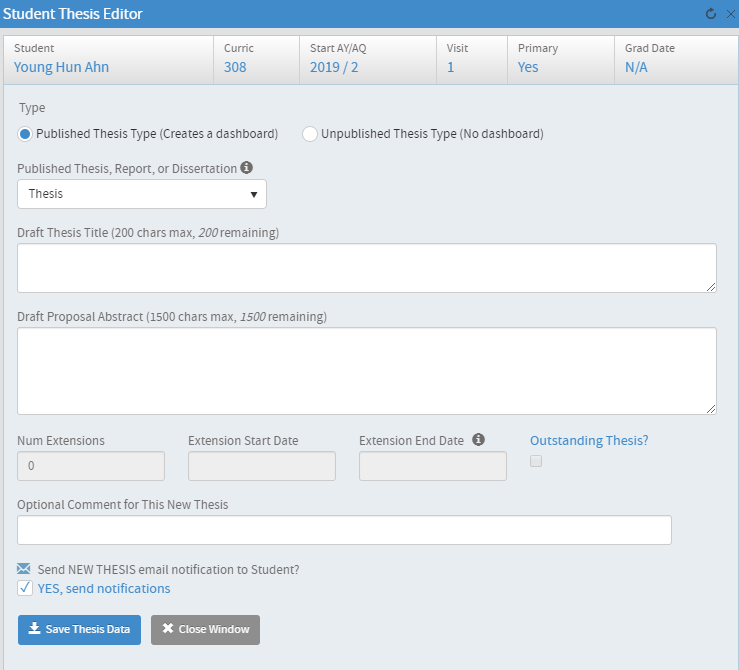 Student Thesis Editor
Student Curric Start AY/AQ Visit Primary Grad Date
Young Hun Ahn 308 2019 / 2 1 Yes N/A
Type
Published Thesis Type (Creates a dashboard) Unpublished Thesis Type (No dashboard)
Published Thesis, Report, or Dissertation
Thesis
Draft Thesis Title (200 chars max, 200 remaining)
Draft Proposal Abstract (1500 chars max, 1500 remaining)
Num Extensions Extension Start Date Extension End Date Outstanding Thesis?
0
Optional Comment for This New Thesis
Send NEW THESIS email notification to Student?
YES, send notifications
Save Thesis Data Close Window